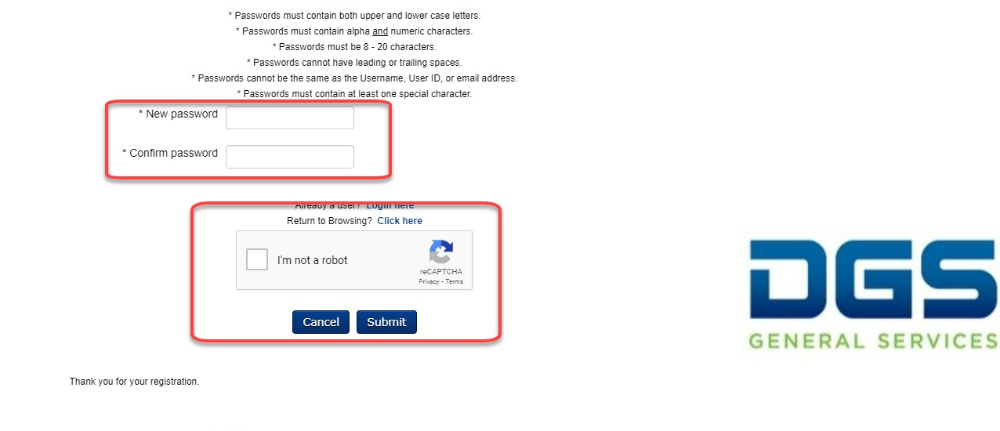 * Passwords must contain both upper and lower case letters.
* Passwords must contain alpha and numeric characters.
* Passwords must be 8 - 20 characters.
* Passwords cannot have leading or trailing spaces.
* Passwords cannot be the same as the Username, User ID, or email address.
* Passwords must contain at least one special character.
* New password
* Confirm password
Already a user? Login here
Return to Browsing? Click here
I'm not a robot
reCAPTCHA
Privacy - Terms
Cancel Submit
DGS
GENERAL SERVICES
Thank you for your registration.